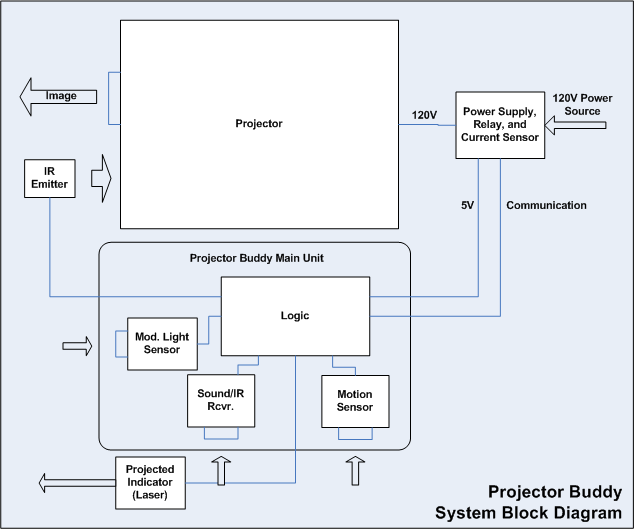 Image
Projector
120V
Power Supply,
Relay, and
Current Sensor
120V Power
Source
IR
Emitter
5V
Communication
Projector Buddy Main Unit
Logic
Mod. Light
Sensor
Sound/IR
Rcvr.
Motion
Sensor
Projected
Indicator
(Laser)
Projector Buddy
System Block Diagram